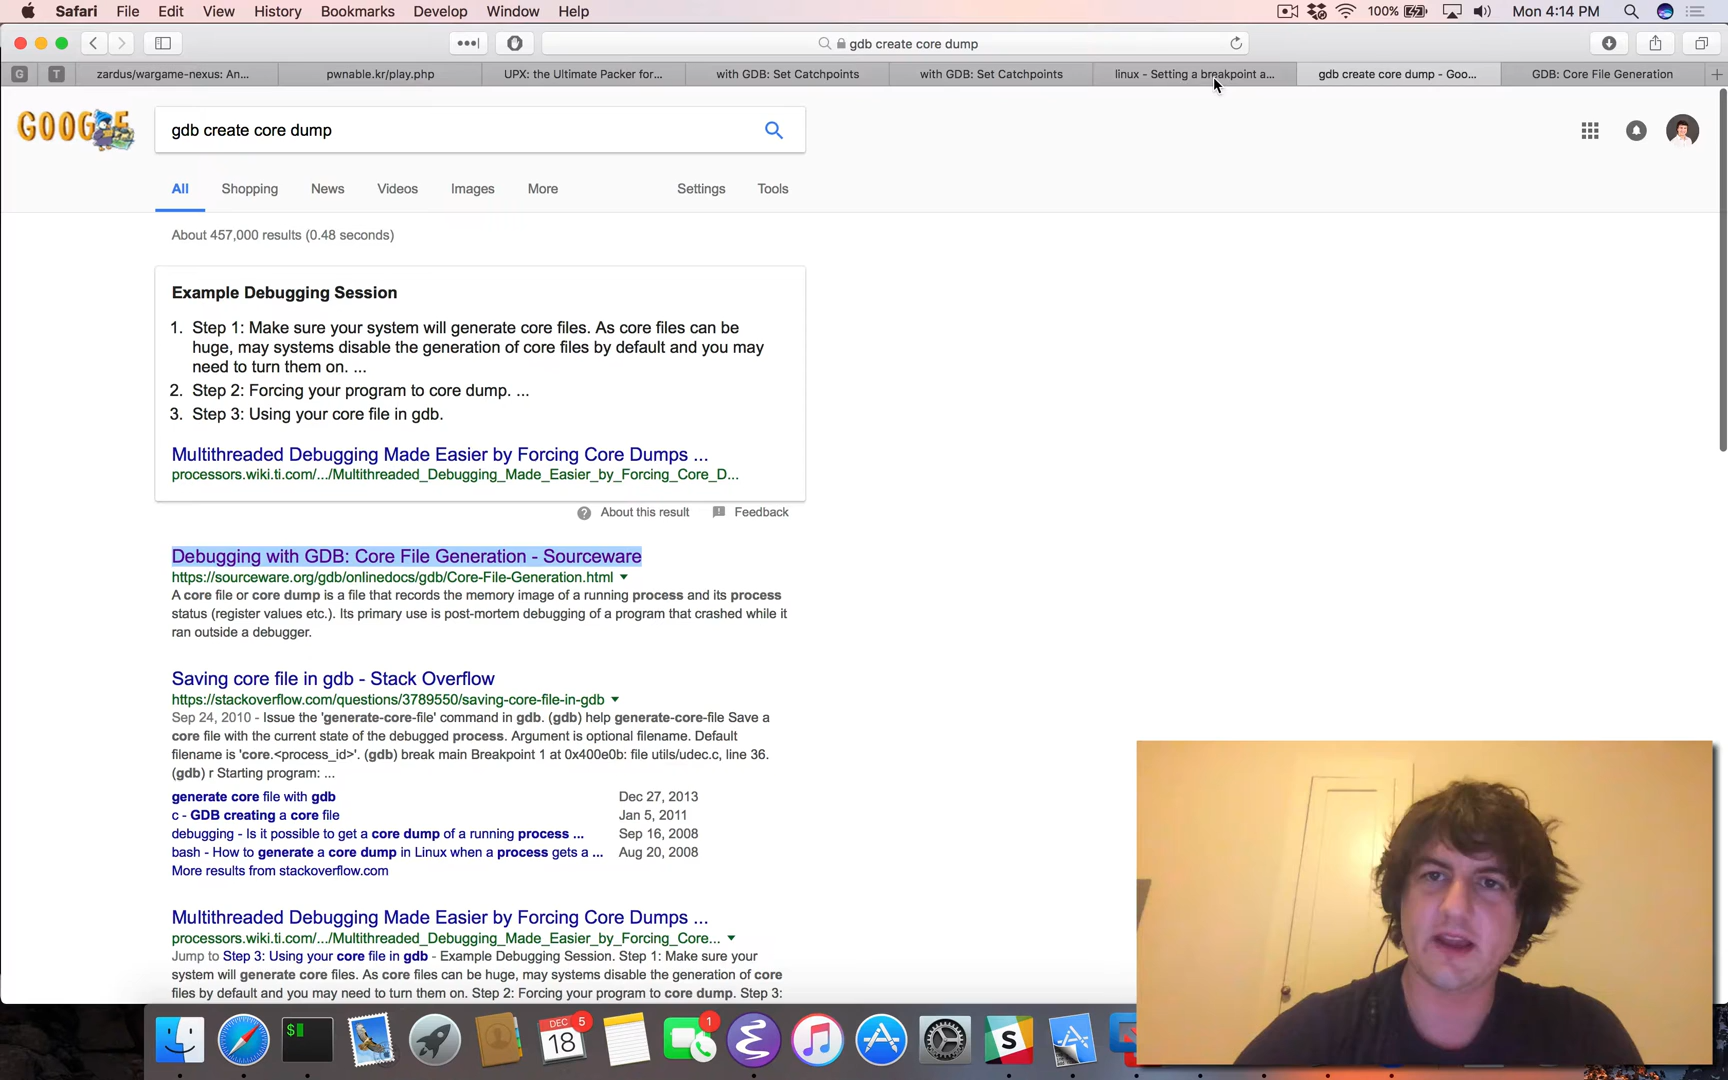 Safari File Edit View History Bookmarks Develop Window Help 100% Mon 4:14 PM
gdb create core dump
G T zardus/wargame-nexus: An... pwnable.kr/play.php UPX: the Ultimate Packer for... with GDB: Set Catchpoints with GDB: Set Catchpoints linux - Setting a breakpoint a... gdb create core dump - Goo... GDB: Core File Generation
gdb create core dump
All Shopping News Videos Images More Settings Tools
About 457,000 results (0.48 seconds)
Example Debugging Session
1. Step 1: Make sure your system will generate core files. As core files can be
huge, may systems disable the generation of core files by default and you may
need to turn them on. ...
2. Step 2: Forcing your program to core dump. ...
3. Step 3: Using your core file in gdb.
Multithreaded Debugging Made Easier by Forcing Core Dumps ...
processors.wiki.ti.com/.../Multithreaded_Debugging_Made_Easier_by_Forcing_Core_D...
About this result Feedback
Debugging with GDB: Core File Generation - Sourceware
https://sourceware.org/gdb/onlinedocs/gdb/Core-File-Generation.html
A core file or core dump is a file that records the memory image of a running process and its process
status (register values etc.). Its primary use is post-mortem debugging of a program that crashed while it
ran outside a debugger.
Saving core file in gdb - Stack Overflow
https://stackoverflow.com/questions/3789550/saving-core-file-in-gdb
Sep 24, 2010 - Issue the 'generate-core-file' command in gdb. (gdb) help generate-core-file Save a
core file with the current state of the debugged process. Argument is optional filename. Default
filename is 'core.<process_id>'. (gdb) break main Breakpoint 1 at 0x400e0b: file utils/udec.c, line 36.
(gdb) r Starting program: ...
generate core file with gdb Dec 27, 2013
c - GDB creating a core file Jan 5, 2011
debugging - Is it possible to get a core dump of a running process ... Sep 16, 2008
bash - How to generate a core dump in Linux when a process gets a ... Aug 20, 2008
More results from stackoverflow.com
Multithreaded Debugging Made Easier by Forcing Core Dumps ...
processors.wiki.ti.com/.../Multithreaded_Debugging_Made_Easier_by_Forcing_Core...
Jump to Step 3: Using your core file in gdb - Example Debugging Session. Step 1: Make sure your
system will generate core files. As core files can be huge, may systems disable the generation of core
files by default and you may need to turn them on. Step 2: Forcing your program to core dump. Step 3:
$ DEC 18 5 1 S